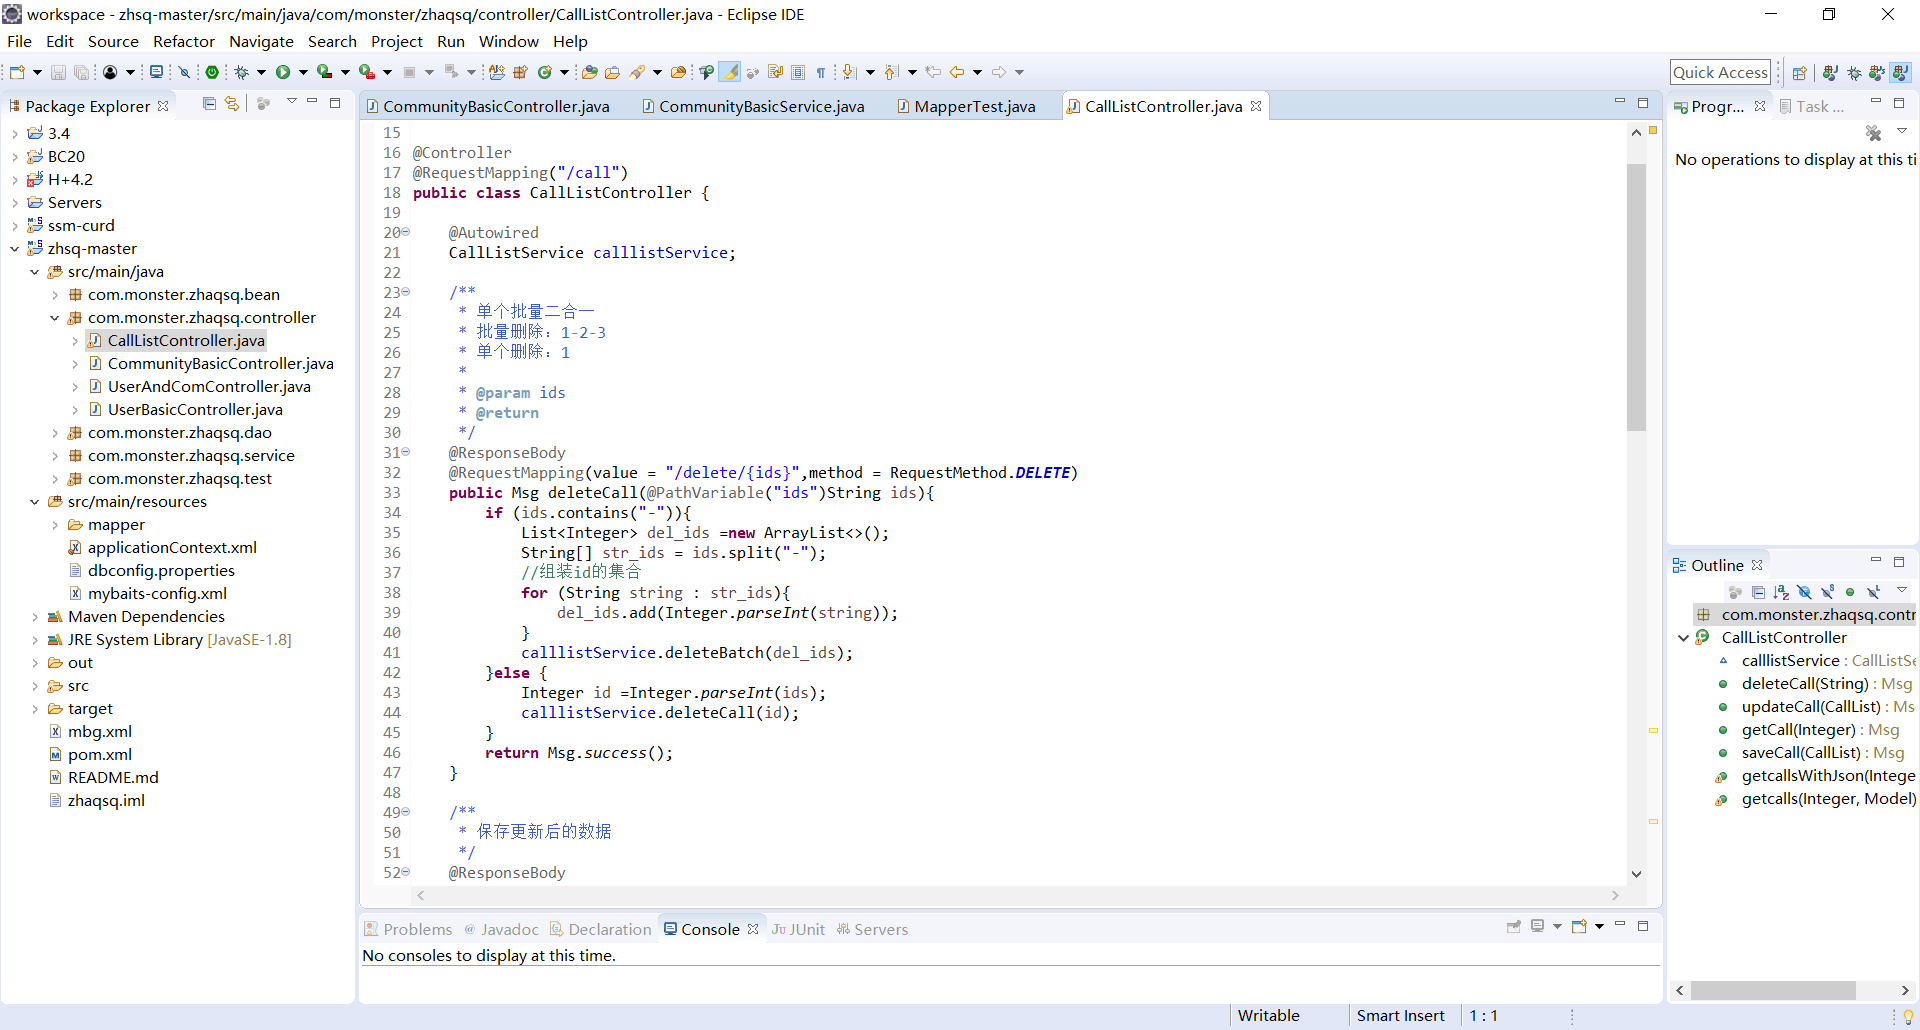 workspace - zhsq-master/src/main/java/com/monster/zhaqsq/controller/CallListController.java - Eclipse IDE
File Edit Source Refactor Navigate Search Project Run Window Help
Quick Access
Package Explorer
3.4
BC20
H+4.2
Servers
ssm-curd
zhsq-master
src/main/java
com.monster.zhaqsq.bean
com.monster.zhaqsq.controller
CallListController.java
CommunityBasicController.java
UserAndComController.java
UserBasicController.java
com.monster.zhaqsq.dao
com.monster.zhaqsq.service
com.monster.zhaqsq.test
src/main/resources
mapper
applicationContext.xml
dbconfig.properties
mybaits-config.xml
Maven Dependencies
JRE System Library [JavaSE-1.8]
out
src
target
mbg.xml
pom.xml
README.md
zhaqsq.iml
CommunityBasicController.java CommunityBasicService.java MapperTest.java CallListController.java
15
16 @Controller
17 @RequestMapping("/call")
18 public class CallListController {
19
20 @Autowired
21 CallListService calllistService;
22
23 /**
24 * 单个批量二合一
25 * 批量删除：1-2-3
26 * 单个删除：1
27 *
28 * @param ids
29 * @return
30 */
31 @ResponseBody
32 @RequestMapping(value = "/delete/{ids}",method = RequestMethod.DELETE)
33 public Msg deleteCall(@PathVariable("ids")String ids){
34 if (ids.contains("-")){
35 List<Integer> del_ids =new ArrayList<>();
36 String[] str_ids = ids.split("-");
37 //组装id的集合
38 for (String string : str_ids){
39 del_ids.add(Integer.parseInt(string));
40 }
41 calllistService.deleteBatch(del_ids);
42 }else {
43 Integer id =Integer.parseInt(ids);
44 calllistService.deleteCall(id);
45 }
46 return Msg.success();
47 }
48
49 /**
50 * 保存更新后的数据
51 */
52 @ResponseBody
Problems @ Javadoc Declaration Console JUnit Servers
No consoles to display at this time.
Progr... Task ...
No operations to display at this ti
Outline
com.monster.zhaqsq.contr
CallListController
calllistService : CallListSe
deleteCall(String) : Msg
updateCall(CallList) : Ms
getCall(Integer) : Msg
saveCall(CallList) : Msg
getcallsWithJson(Intege
getcalls(Integer, Model)
Writable Smart Insert 1 : 1